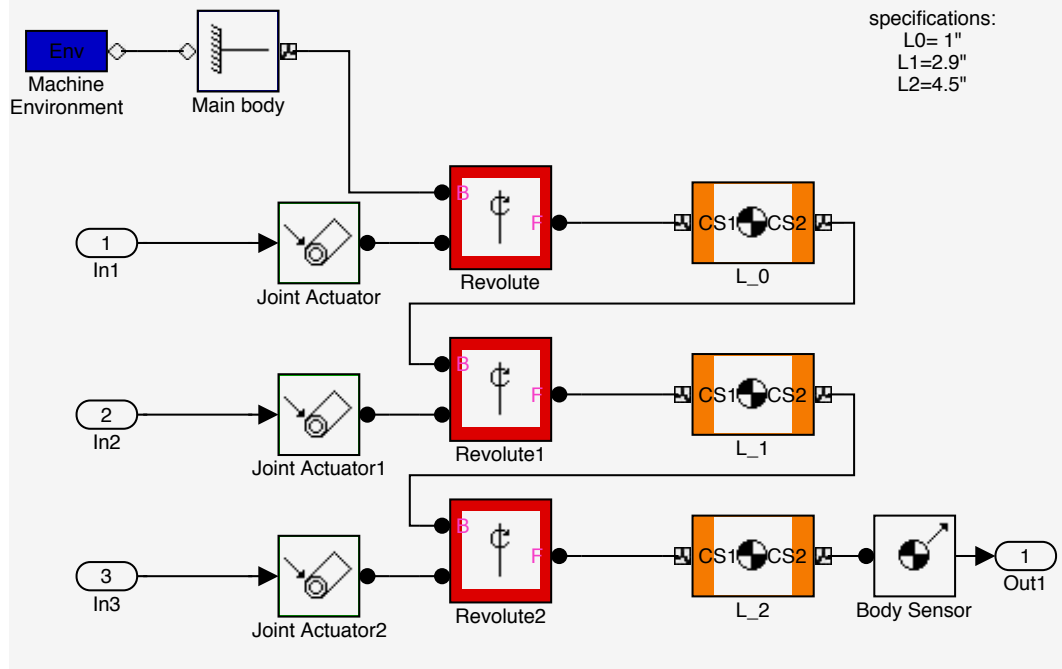 specifications:
L0= 1"
L1=2.9"
L2=4.5"
Env
Machine
Environment
Main body
B
F
CS1
CS2
1
In1
Joint Actuator
Revolute
L_0
B
F
CS1
CS2
2
In2
Joint Actuator1
Revolute1
L_1
B
F
CS1
CS2
3
In3
Joint Actuator2
Revolute2
L_2
Body Sensor
1
Out1